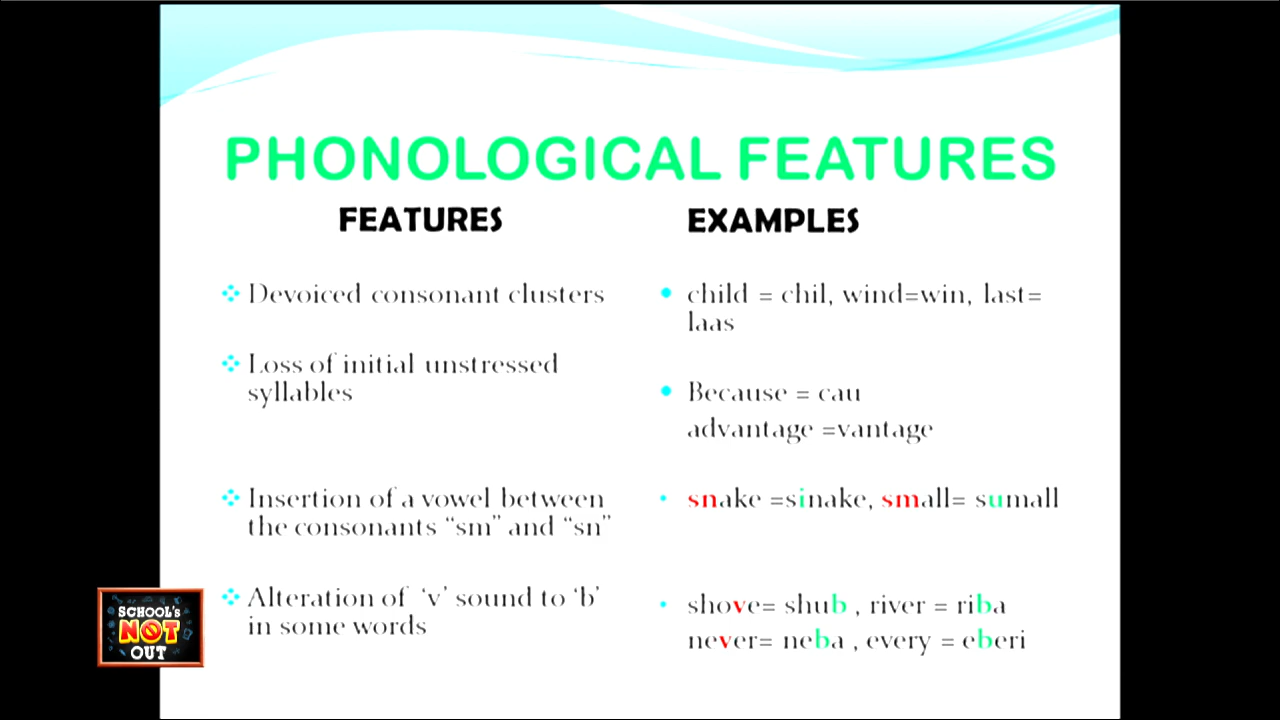 PHONOLOGICAL FEATURES
FEATURES
EXAMPLES
Devoiced consonant clusters
child = chil, wind=win, last=
laas
Loss of initial unstressed
syllables
Because = cau
advantage =vantage
Insertion of a vowel between
the consonants “sm” and “sn”
snake =sinake, small= sumall
Alteration of ‘v’ sound to ‘b’
in some words
shove= shub , river = riba
never= neba , every = eberi
SCHOOL's
NOT
OUT